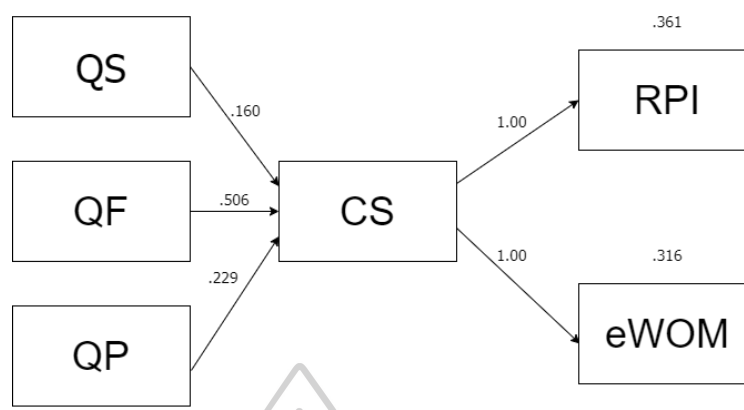 .361
QS
RPI
.160
1.00
QF
.506
CS
.229
1.00
.316
QP
eWOM